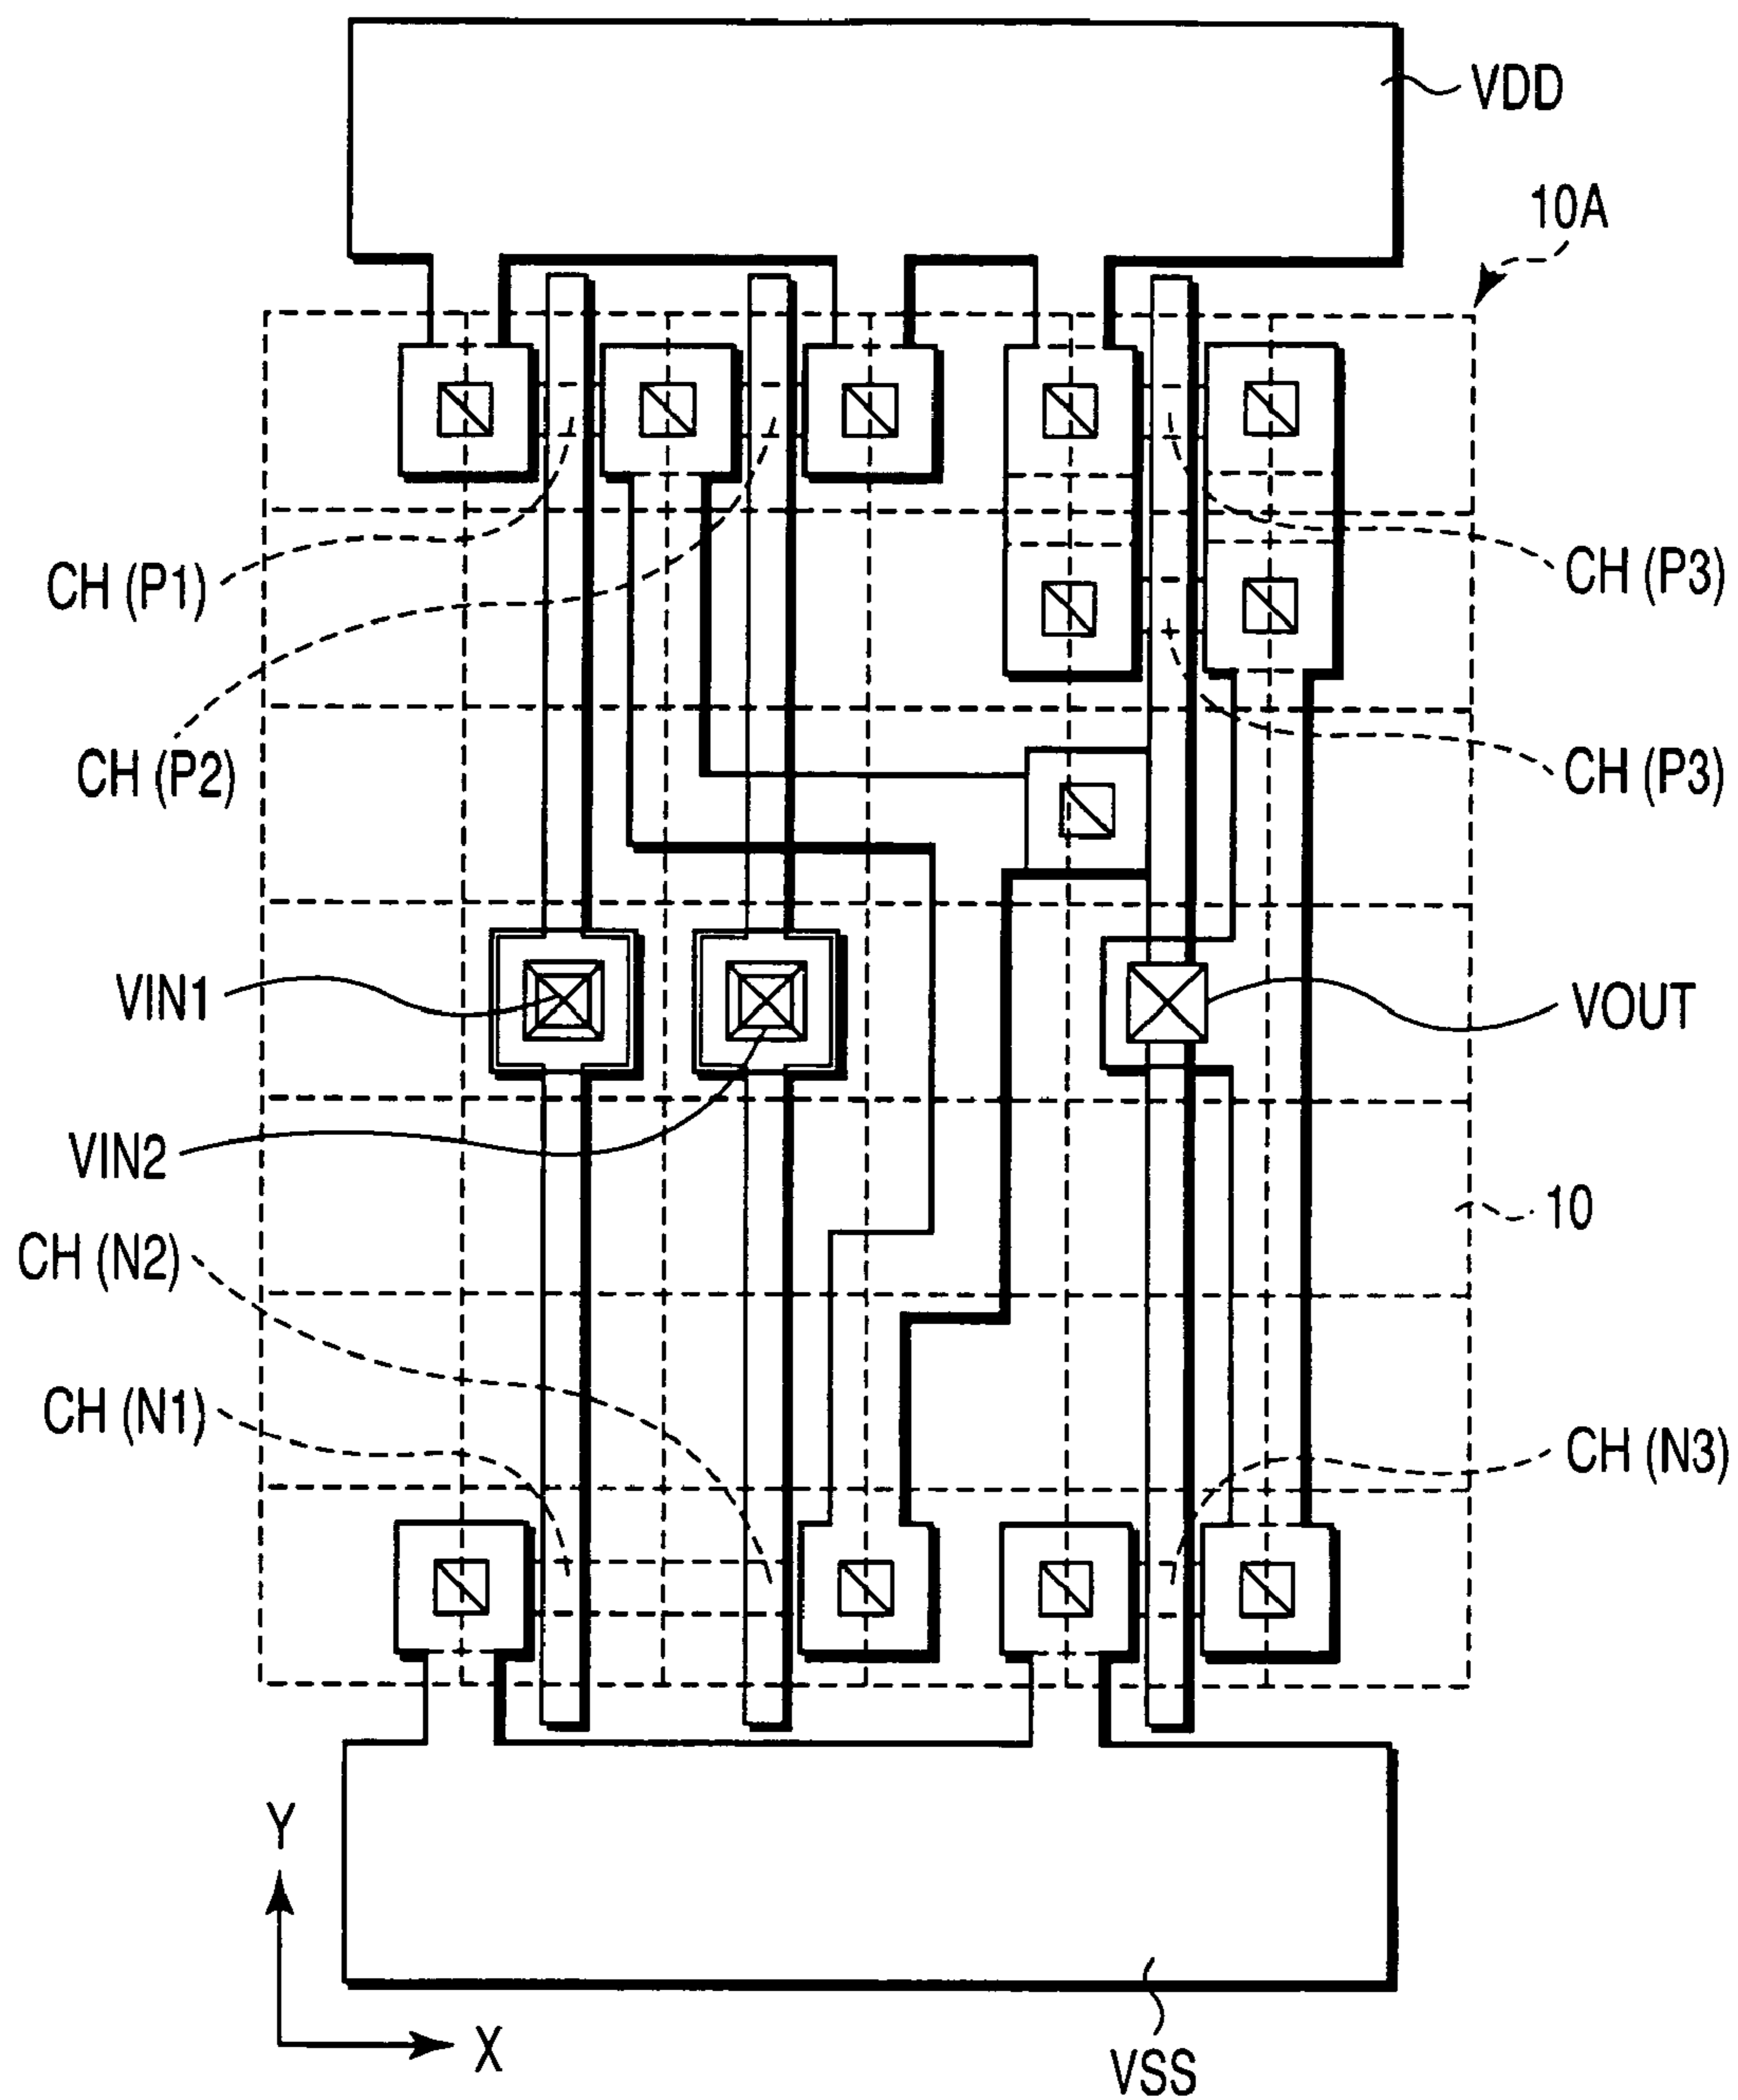 VDD
10A
CH (P1)
CH (P3)
CH (P2)
CH (P3)
VIN1
VOUT
VIN2
10
CH (N2)
CH (N1)
CH (N3)
Y
X
VSS